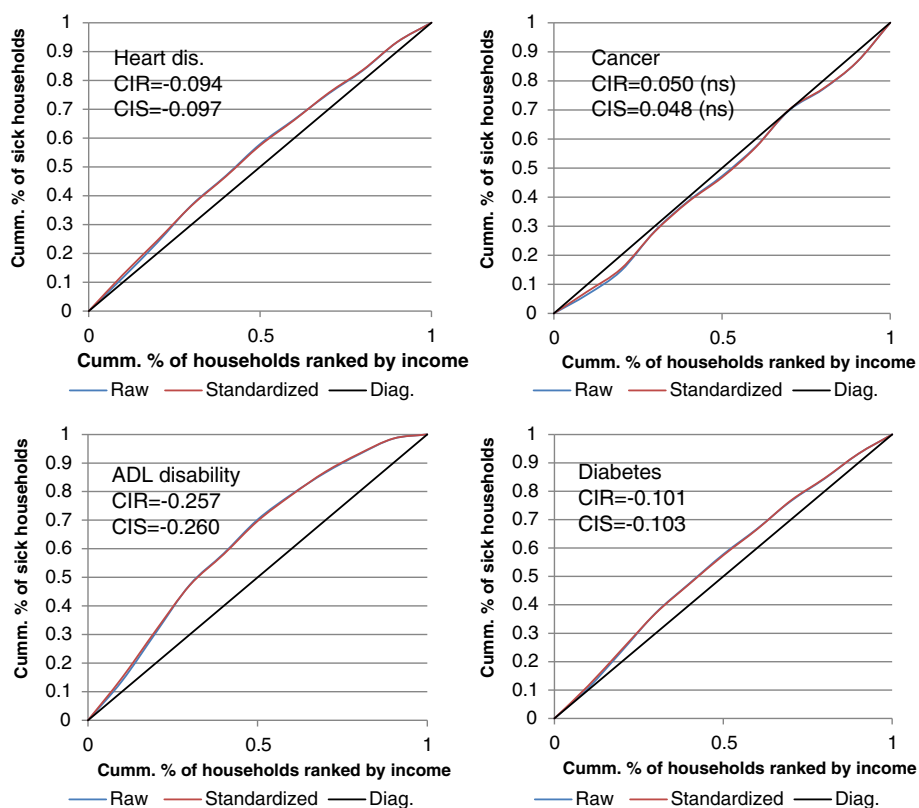 Cumm. % of sick households
1
0.9
0.8
0.7
0.6
0.5
0.4
0.3
0.2
0.1
0
Heart dis.
CIR=-0.094
CIS=-0.097
0 0.5 1
Cumm. % of households ranked by income
Raw Standardized Diag.
Cumm. % of sick households
1
0.9
0.8
0.7
0.6
0.5
0.4
0.3
0.2
0.1
0
Cancer
CIR=0.050 (ns)
CIS=0.048 (ns)
0 0.5 1
Cumm. % of households ranked by income
Raw Standardized Diag.
Cumm. % of sick households
1
0.9
0.8
0.7
0.6
0.5
0.4
0.3
0.2
0.1
0
ADL disability
CIR=-0.257
CIS=-0.260
0 0.5 1
Cumm. % of households ranked by income
Raw Standardized Diag.
Cumm. % of sick households
1
0.9
0.8
0.7
0.6
0.5
0.4
0.3
0.2
0.1
0
Diabetes
CIR=-0.101
CIS=-0.103
0 0.5 1
Cumm. % of households ranked by income
Raw Standardized Diag.